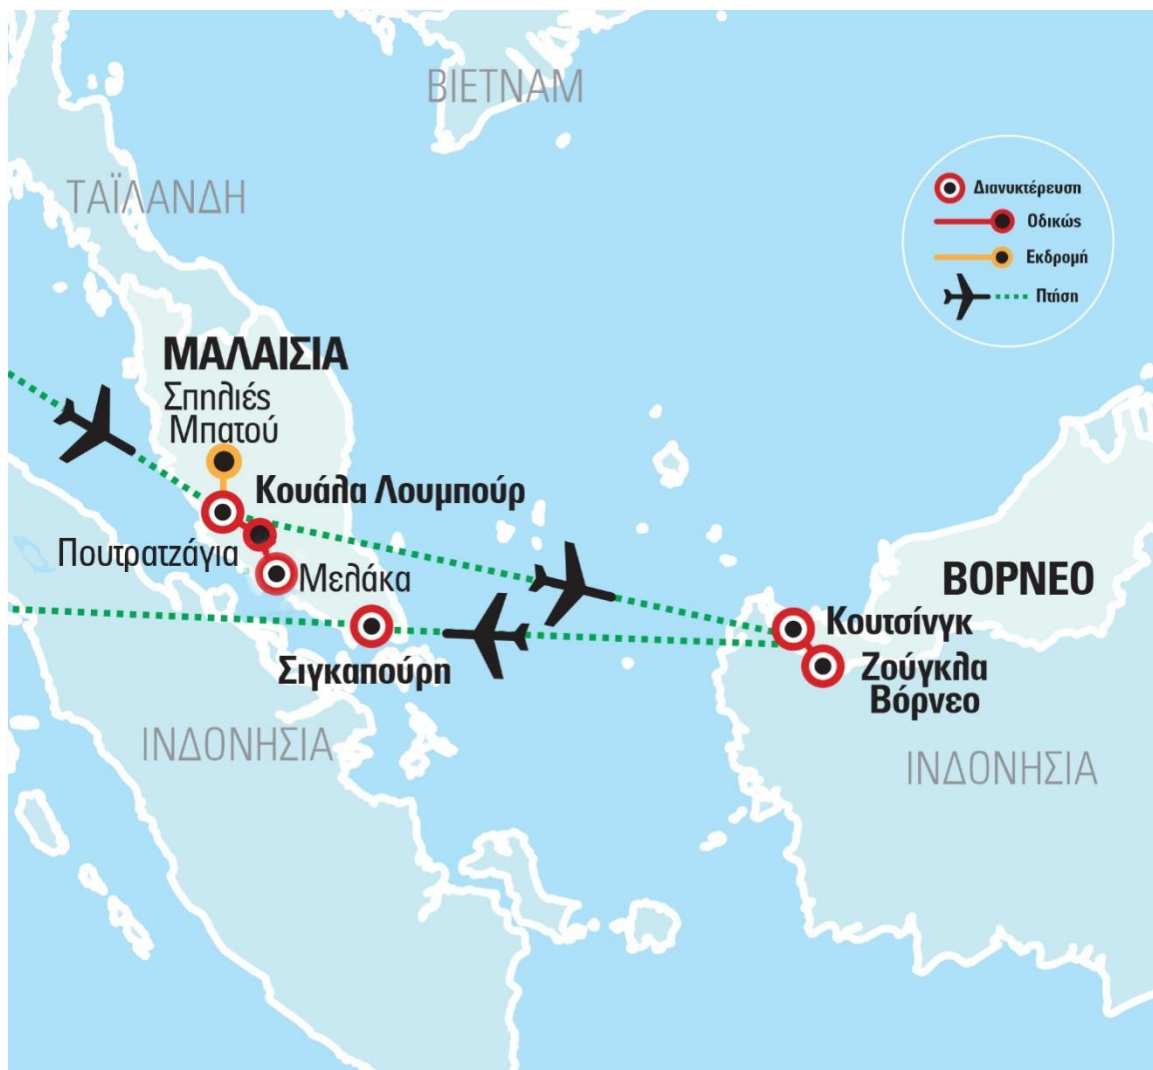 ΒΙΕΤΝΑΜ
ΤΑΪΛΑΝΔΗ
Διανυκτέρευση
Οδικώς
Εκδρομή
Πτήση
ΜΑΛΑΙΣΙΑ
Σπηλιές
Μπατού
Κουάλα Λουμπούρ
Πουτρατζάγια
Μελάκα
ΒΟΡΝΕΟ
Κουτσίνγκ
Σιγκαπούρη
Ζούγκλα
Βόρνεο
ΙΝΔΟΝΗΣΙΑ
ΙΝΔΟΝΗΣΙΑ